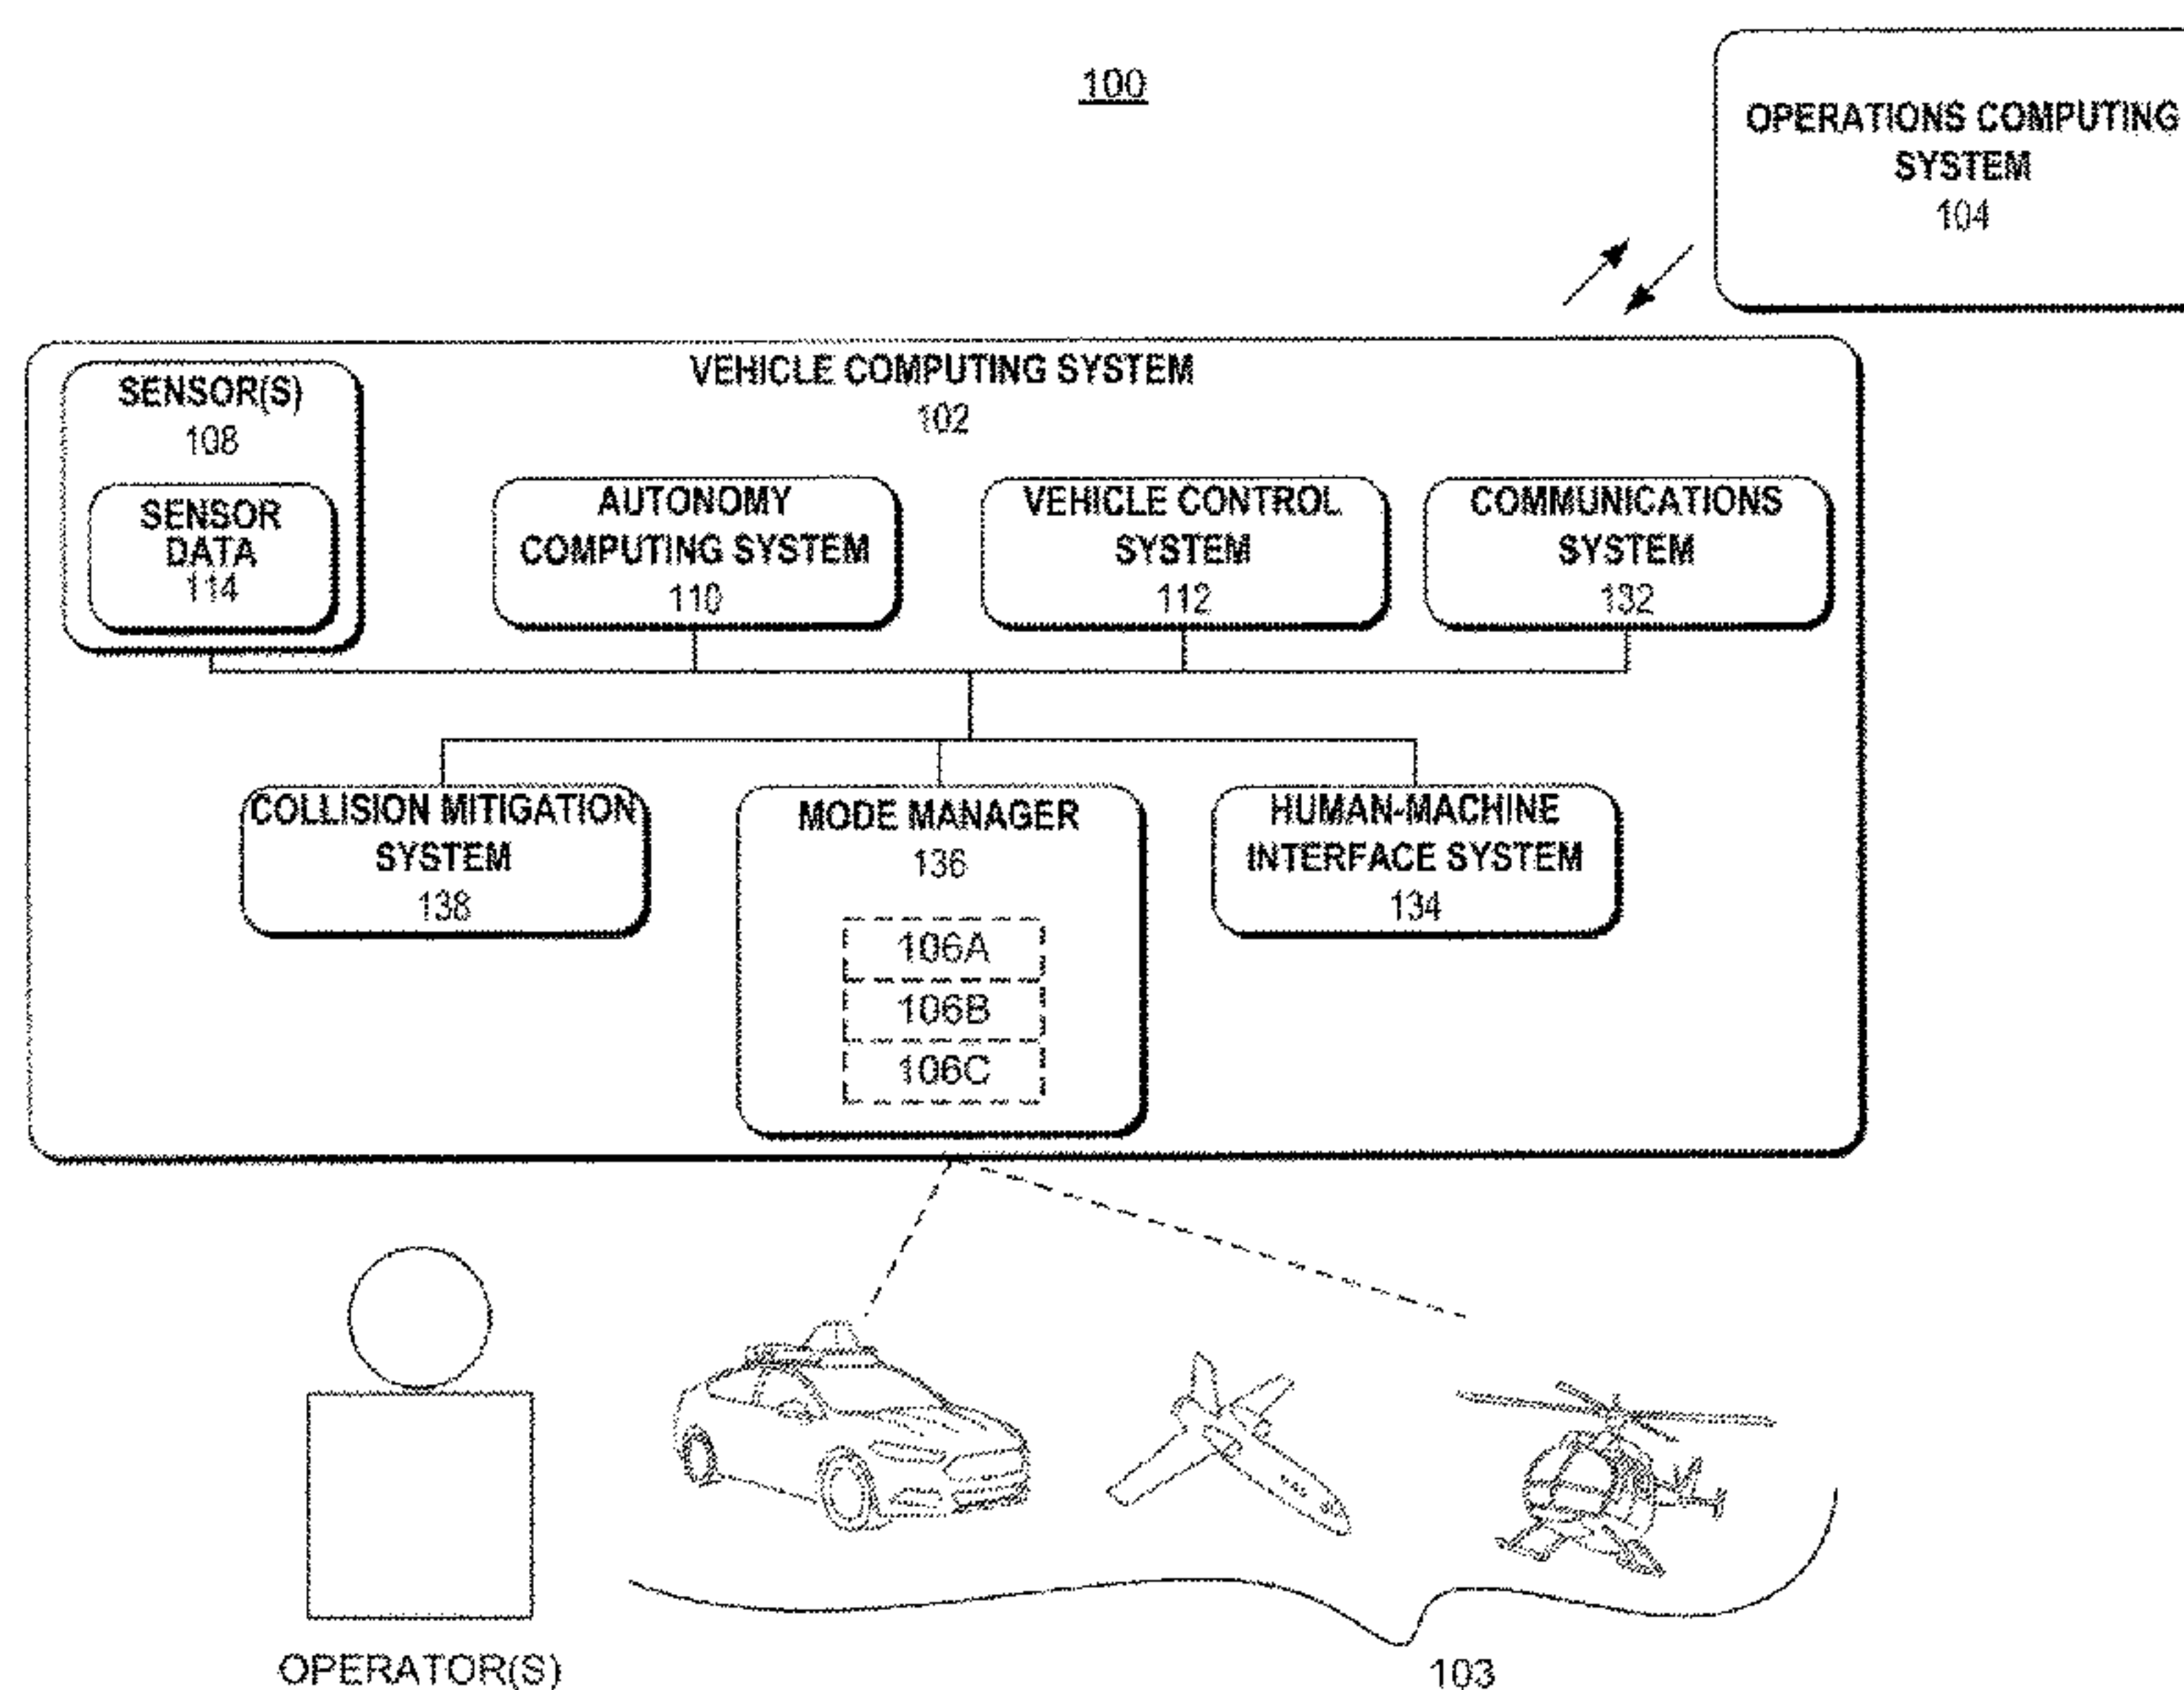 100
OPERATIONS COMPUTING
SYSTEM
104
VEHICLE COMPUTING SYSTEM
102
SENSOR(S)
108
SENSOR
DATA
114
AUTONOMY
COMPUTING SYSTEM
110
VEHICLE CONTROL
SYSTEM
112
COMMUNICATIONS
SYSTEM
132
COLLISION MITIGATION
SYSTEM
138
MODE MANAGER
136
106A
106B
106C
HUMAN-MACHINE
INTERFACE SYSTEM
134
OPERATOR(S)
103